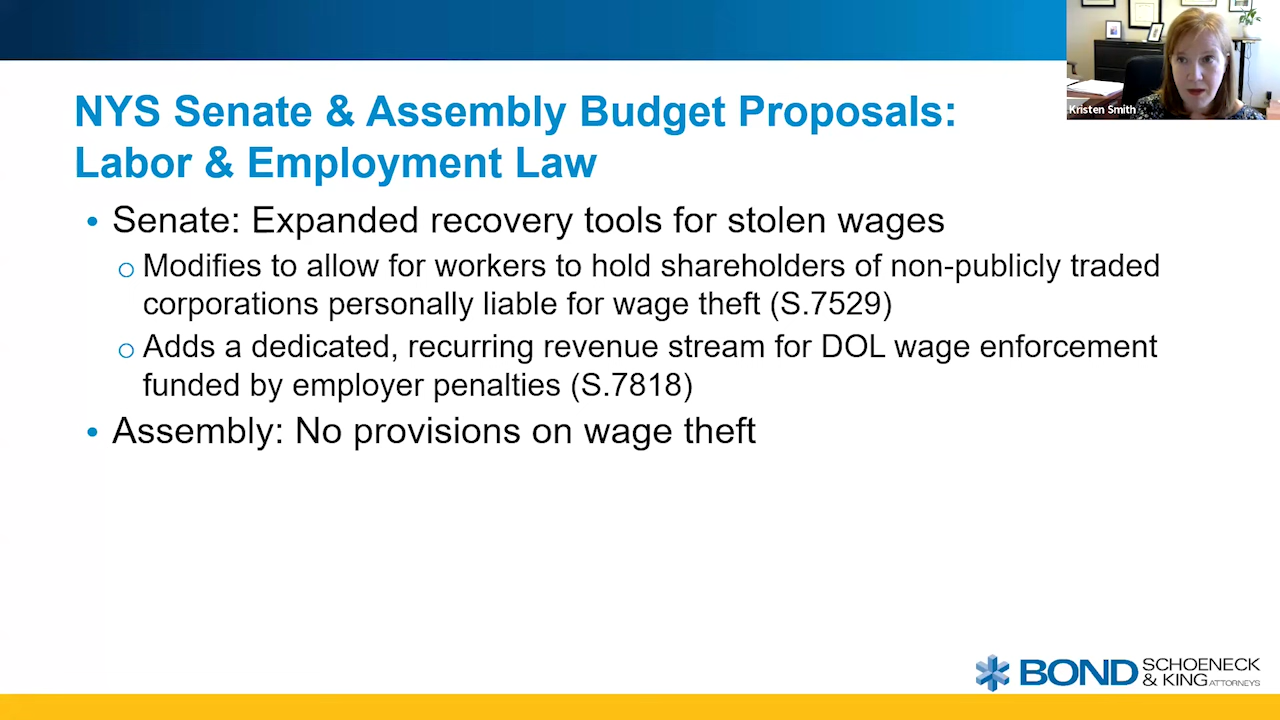 Kristen Smith
NYS Senate & Assembly Budget Proposals:
Labor & Employment Law
• Senate: Expanded recovery tools for stolen wages
o Modifies to allow for workers to hold shareholders of non-publicly traded
corporations personally liable for wage theft (S.7529)
o Adds a dedicated, recurring revenue stream for DOL wage enforcement
funded by employer penalties (S.7818)
• Assembly: No provisions on wage theft
BOND SCHOENECK
& KING ATTORNEYS